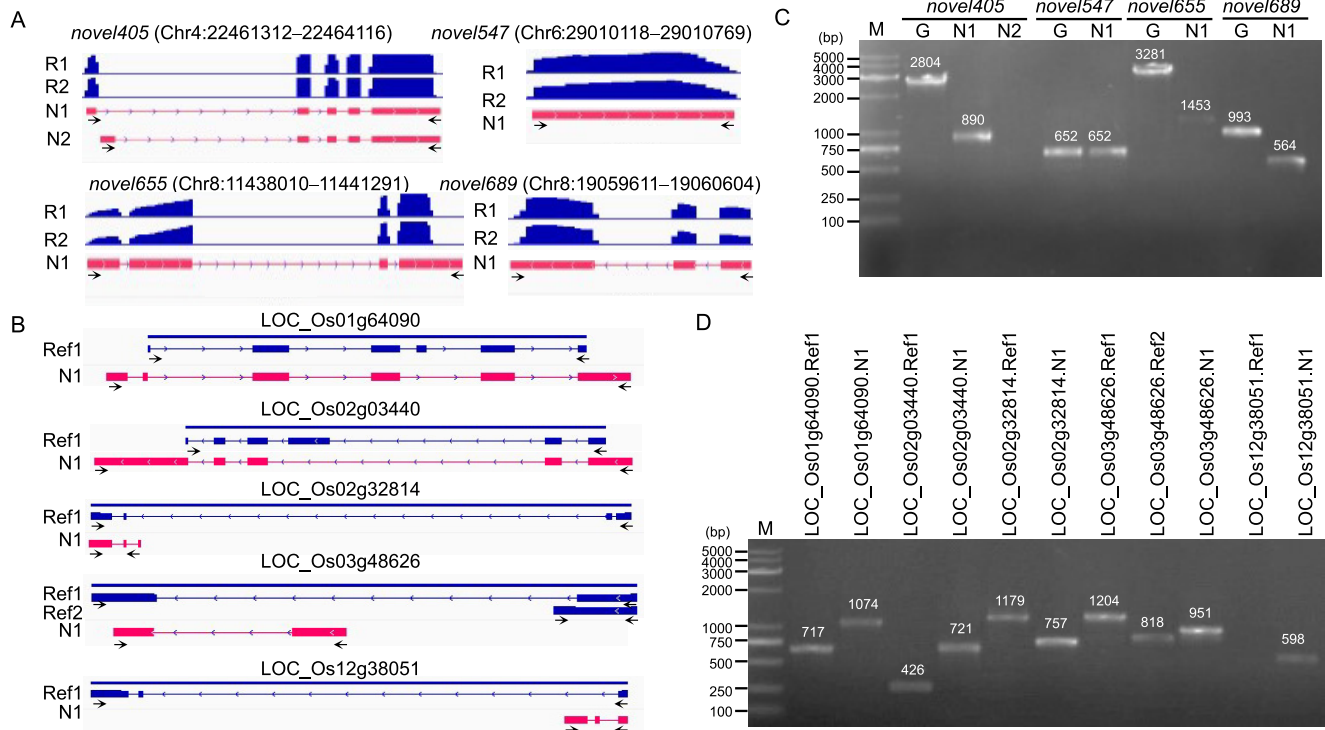 A
novel405 (Chr4:22461312–22464116)
R1
R2
N1
N2
novel547 (Chr6:29010118–29010769)
R1
R2
N1
novel655 (Chr8:11438010–11441291)
R1
R2
N1
novel689 (Chr8:19059611–19060604)
R1
R2
N1
B
LOC_Os01g64090
Ref1
N1
LOC_Os02g03440
Ref1
N1
LOC_Os02g32814
Ref1
N1
LOC_Os03g48626
Ref1
Ref2
N1
LOC_Os12g38051
Ref1
N1
C
novel405 novel547 novel655 novel689
(bp) M G N1 N2 G N1 G N1 G N1
5000
4000
3000
2000
1000
750
500
250
100
2804
890
652 652
3281
1453
993
564
D
LOC_Os01g64090.Ref1
LOC_Os01g64090.N1
LOC_Os02g03440.Ref1
LOC_Os02g03440.N1
LOC_Os02g32814.Ref1
LOC_Os02g32814.N1
LOC_Os03g48626.Ref1
LOC_Os03g48626.Ref2
LOC_Os03g48626.N1
LOC_Os12g38051.Ref1
LOC_Os12g38051.N1
(bp) M
5000
4000
3000
2000
1000
750
500
250
100
717
1074
426
721
1179
757
1204
818
951
598